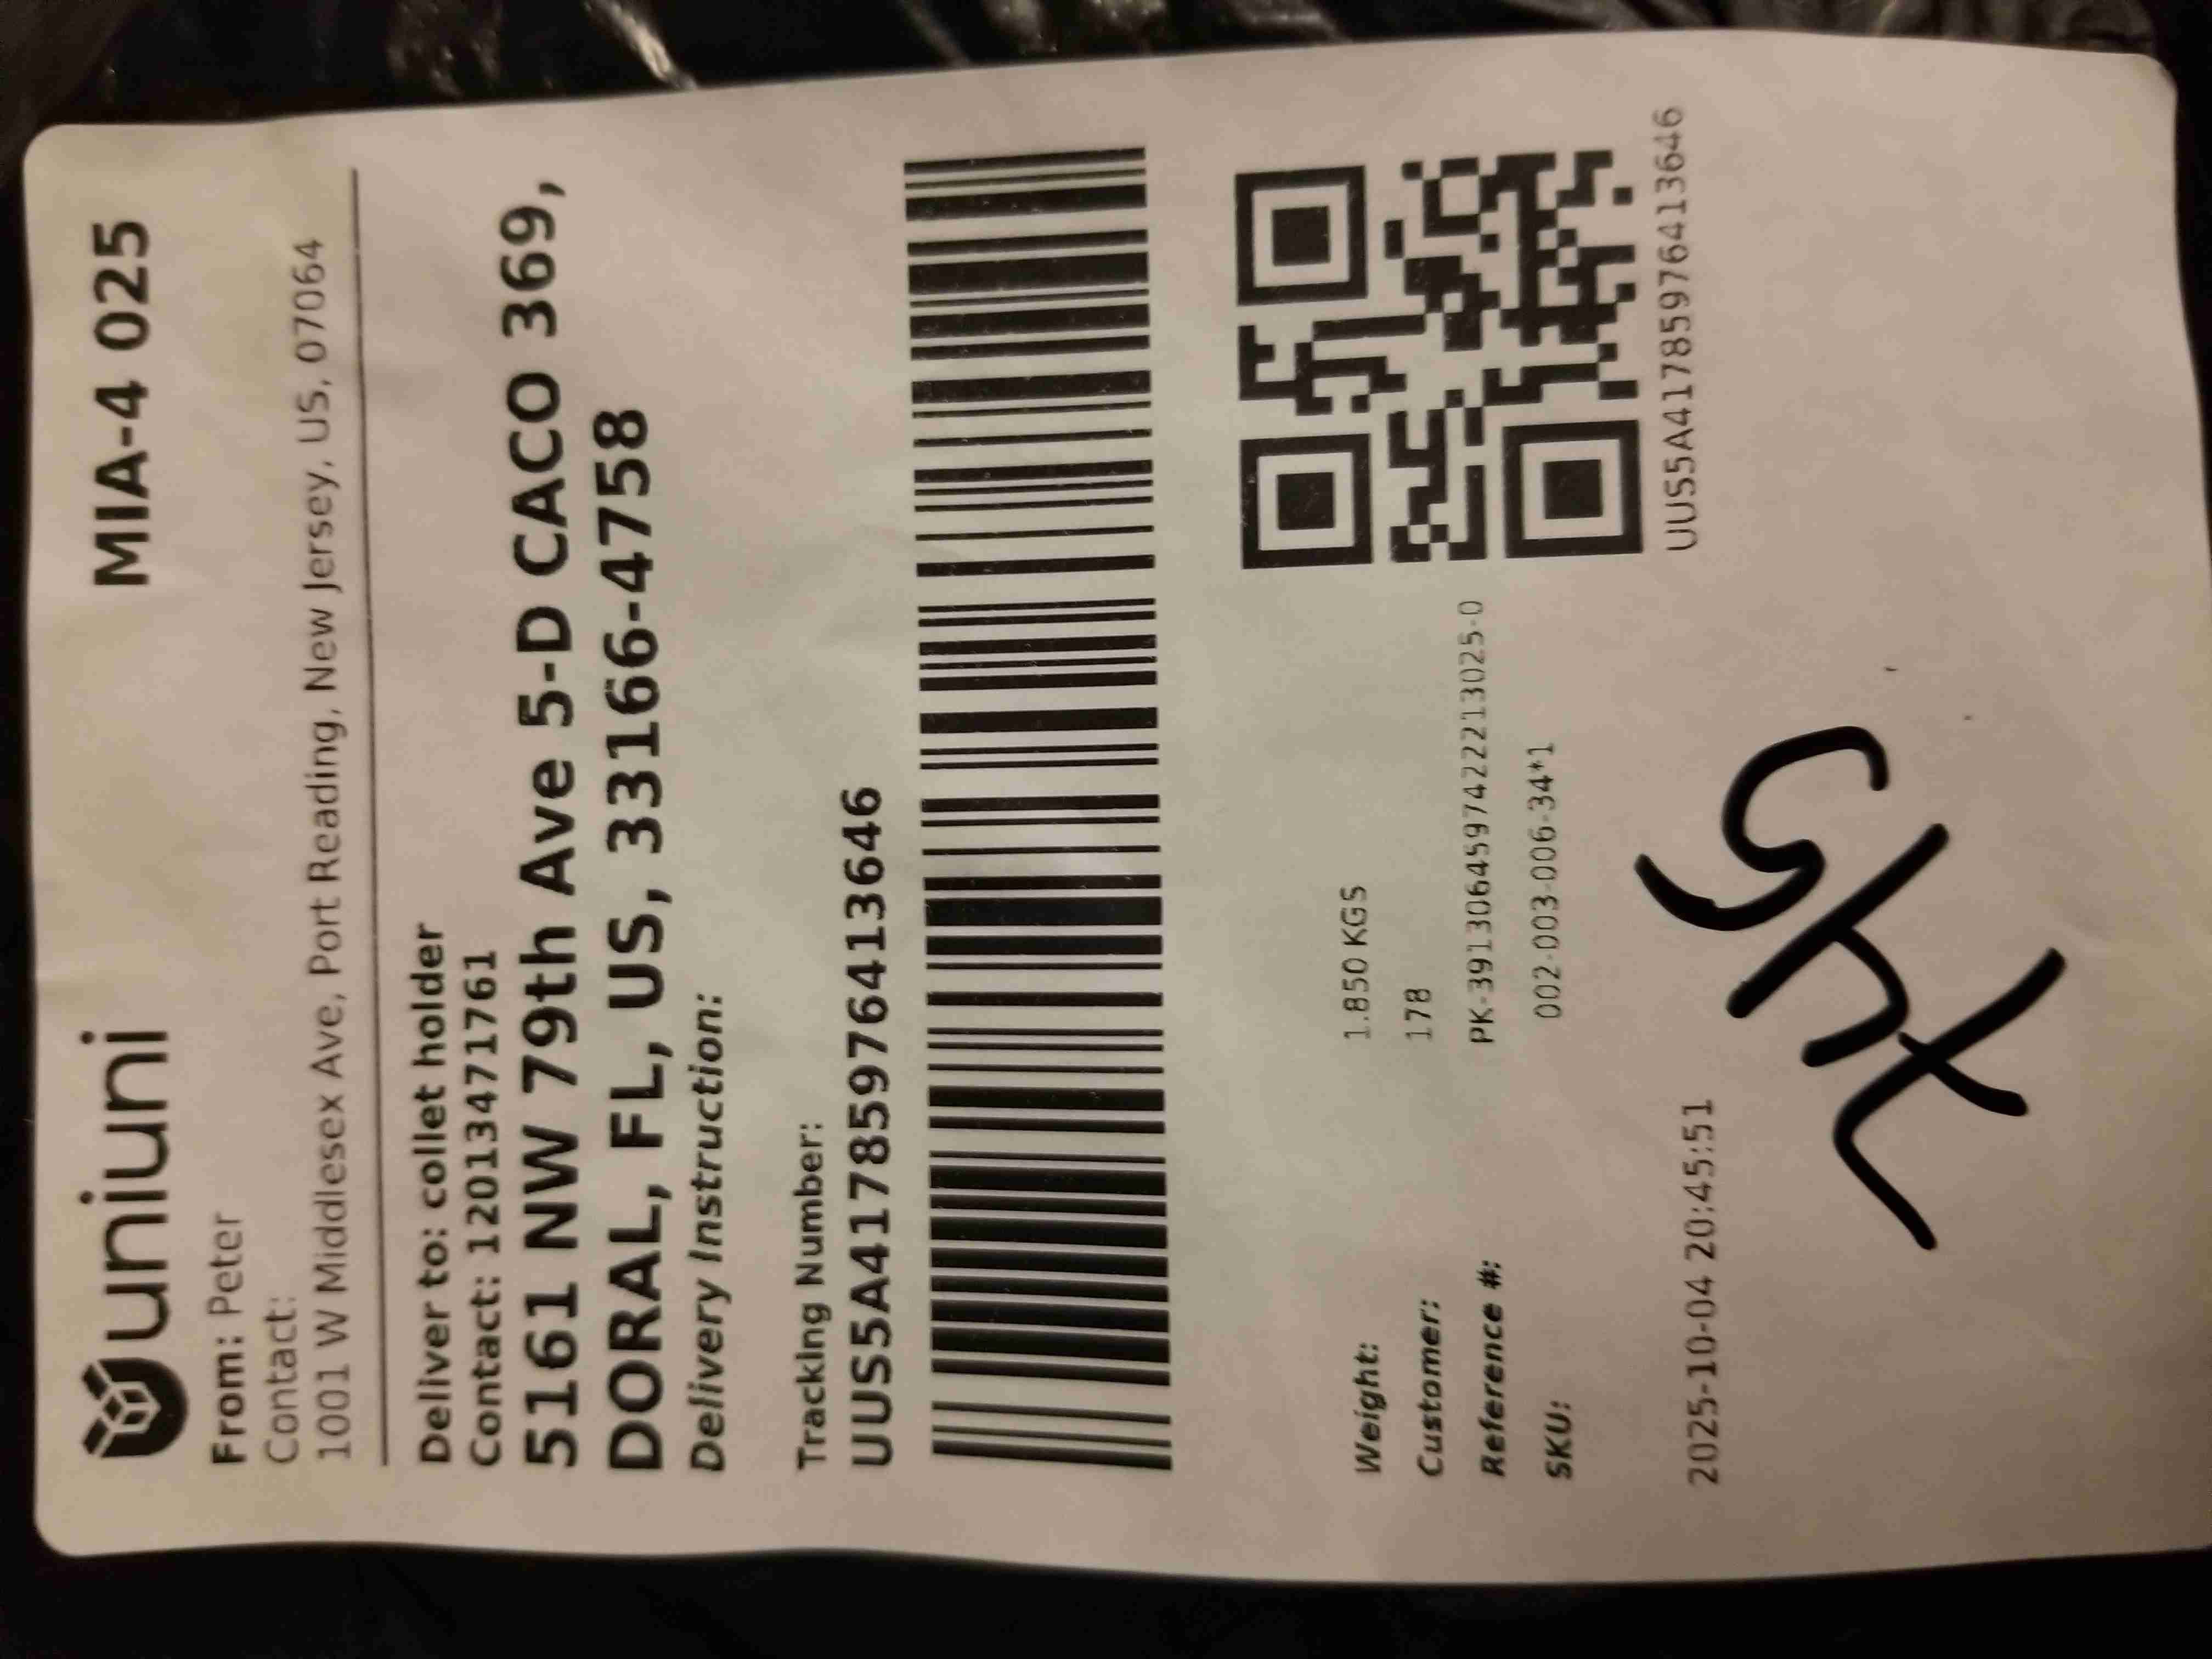 uniuni
MIA-4 025
From: Peter
Contact:
1001 W Middlesex Ave, Port Reading, New Jersey, US, 07064
Deliver to: collet holder
Contact: 12013471761
5161 NW 79th Ave 5-D CACO 369,
DORAL, FL, US, 33166-4758
Delivery Instruction:
Tracking Number:
UUS5A41785976413646
Weight: 1.850 KGS
Customer: 178
Reference #: PK-3913064597422213025-0
SKU: 002-003-006-34*1
UUS5A41785976413646
2025-10-04 20:45:51